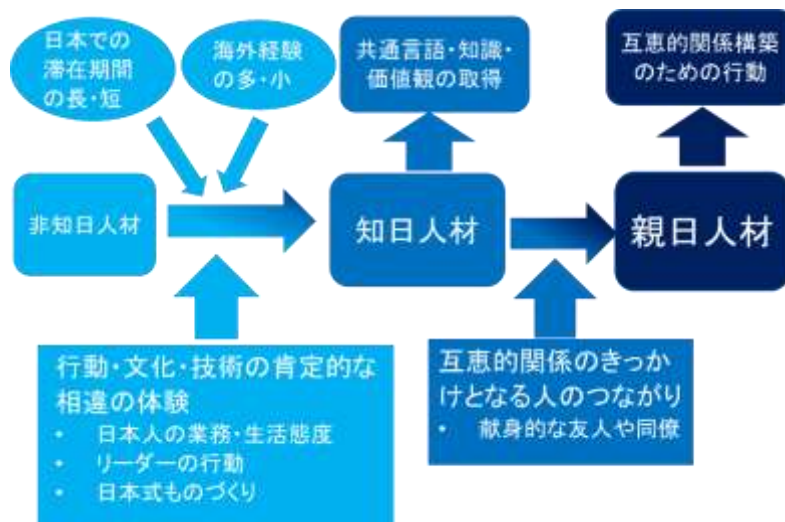 日本での
滞在期間
の長・短
海外経験
の多・小
共通言語・知識・
価値観の取得
互恵的関係構築
のための行動
非知日人材
知日人材
親日人材
行動・文化・技術の肯定的な
相違の体験
• 日本人の業務・生活態度
• リーダーの行動
• 日本式ものづくり
互恵的関係のきっか
けとなる人のつながり
• 献身的な友人や同僚